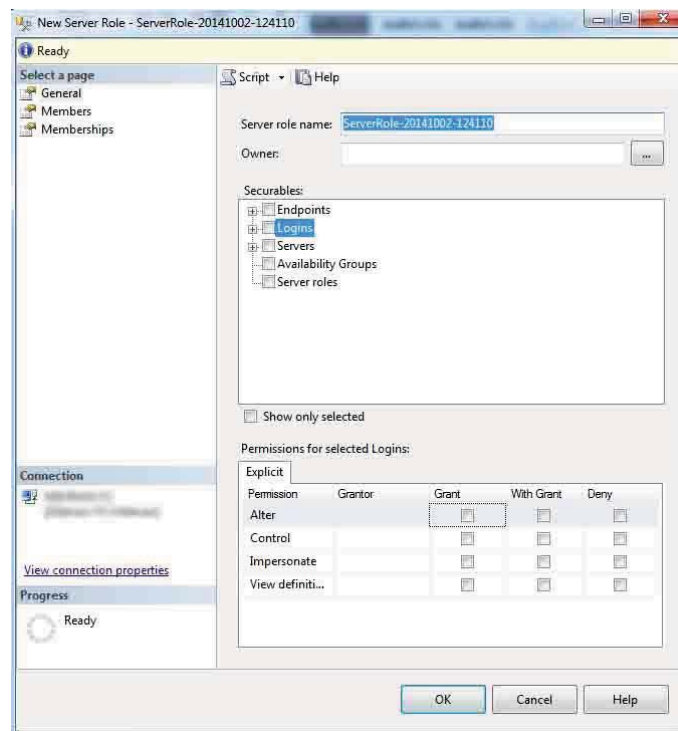 New Server Role - ServerRole-20141002-124110
Ready
Select a page
General
Members
Memberships
Script
Help
Server role name: ServerRole-20141002-124110
Owner:
...
Securables:
Endpoints
Logins
Servers
Availability Groups
Server roles
Show only selected
Permissions for selected Logins:
Explicit
Permission Grantor Grant With Grant Deny
Alter
Control
Impersonate
View definiti...
Connection
View connection properties
Progress
Ready
OK Cancel Help